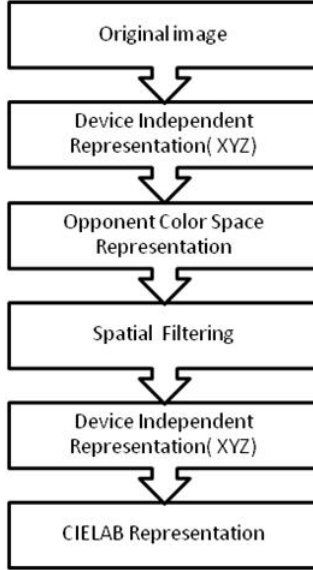 Original image
Device Independent
Representation( XYZ)
Opponent Color Space
Representation
Spatial Filtering
Device Independent
Representation( XYZ)
CIELAB Representation